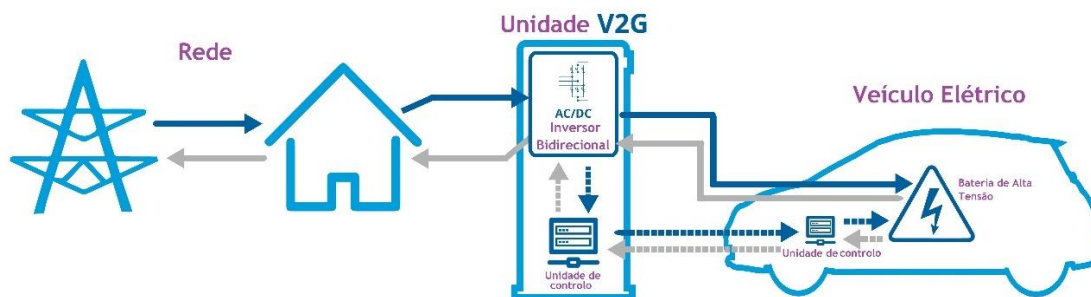 Unidade V2G
Rede
Veículo Elétrico
AC/DC
Inversor
Bidirecional
Bateria de Alta
Tensão
Unidade de controlo
Unidade de
controlo